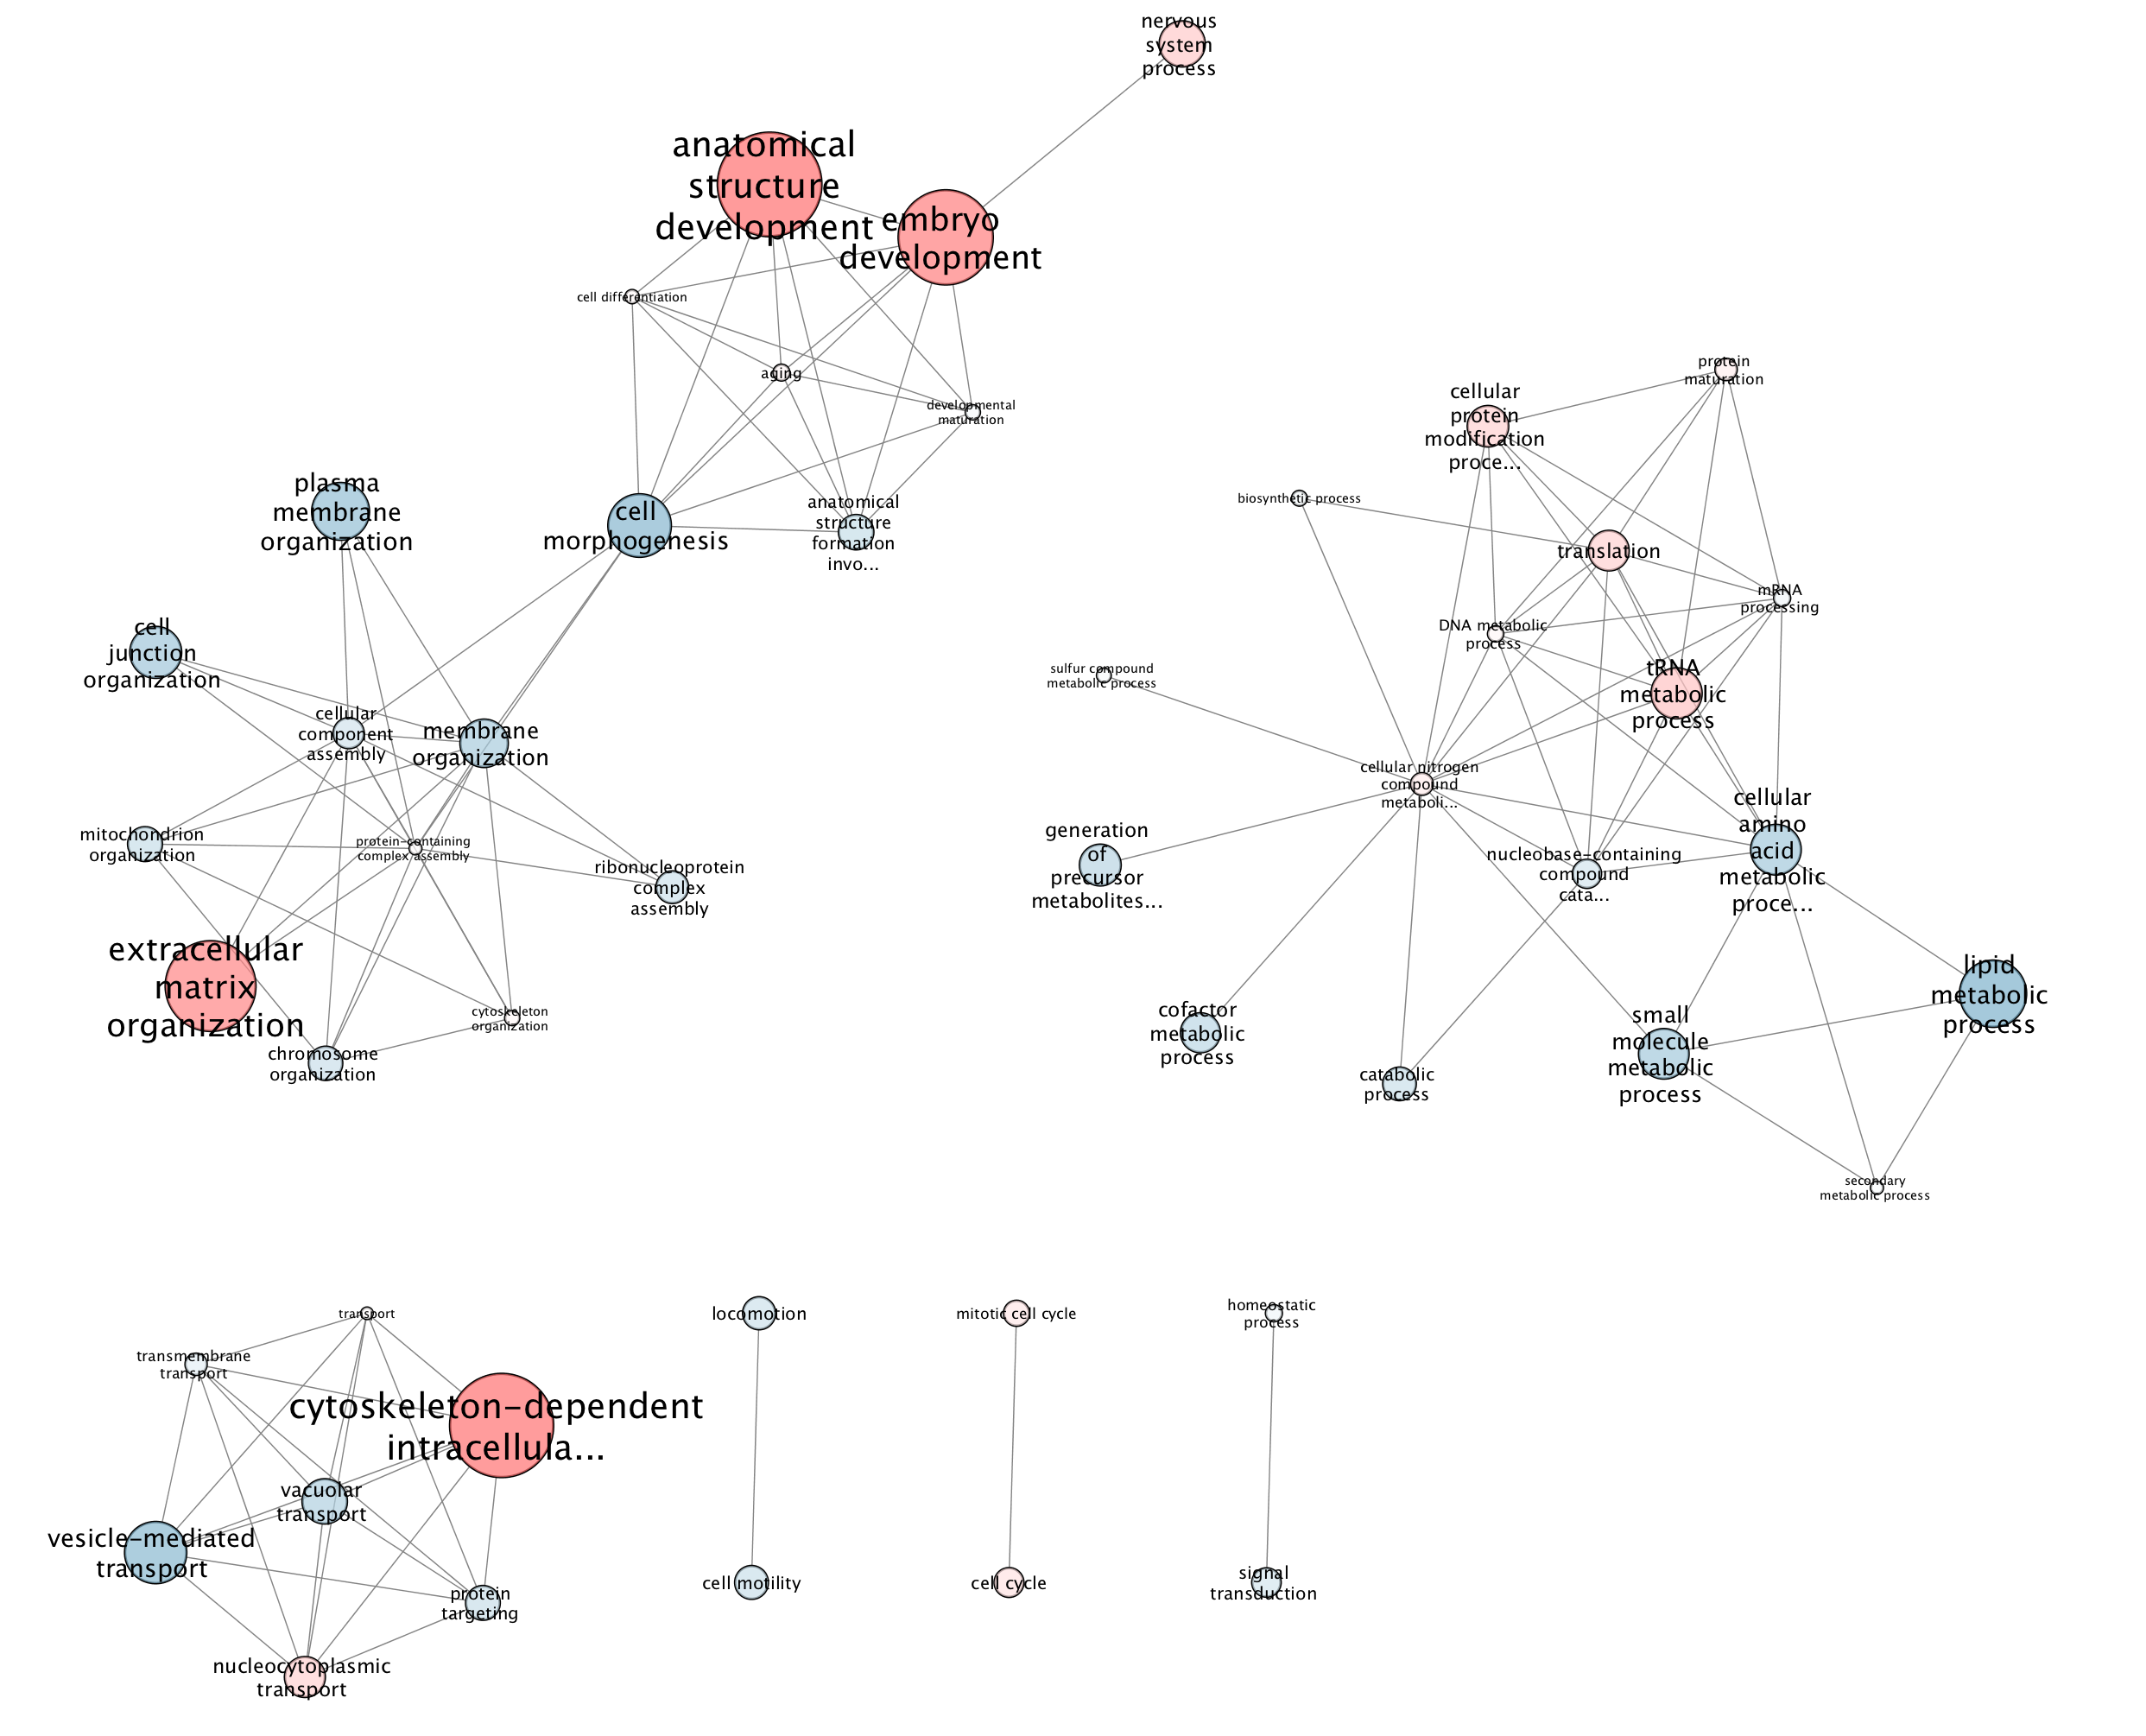 nervous
system
process
anatomical
structure
development
embryo
development
cell differentiation
aging
developmental
maturation
cell
morphogenesis
anatomical
structure
formation
invo...
plasma
membrane
organization
cell
junction
organization
cellular
component
assembly
membrane
organization
mitochondrion
organization
protein-containing
complex assembly
ribonucleoprotein
complex
assembly
extracellular
matrix
organization
cytoskeleton
organization
chromosome
organization
protein
maturation
cellular
protein
modification
proce...
biosynthetic process
translation
mRNA
processing
DNA metabolic
process
sulfur compound
metabolic process
tRNA
metabolic
process
cellular nitrogen
compound
metaboli...
generation
of
precursor
metabolites...
nucleobase-containing
compound
cata...
cellular
amino
acid
metabolic
proce...
cofactor
metabolic
process
catabolic
process
small
molecule
metabolic
process
lipid
metabolic
process
secondary
metabolic process
transport
transmembrane
transport
cytoskeleton-dependent
intracellula...
vacuolar
transport
vesicle-mediated
transport
protein
targeting
nucleocytoplasmic
transport
locomotion
cell motility
mitotic cell cycle
cell cycle
homeostatic
process
signal
transduction